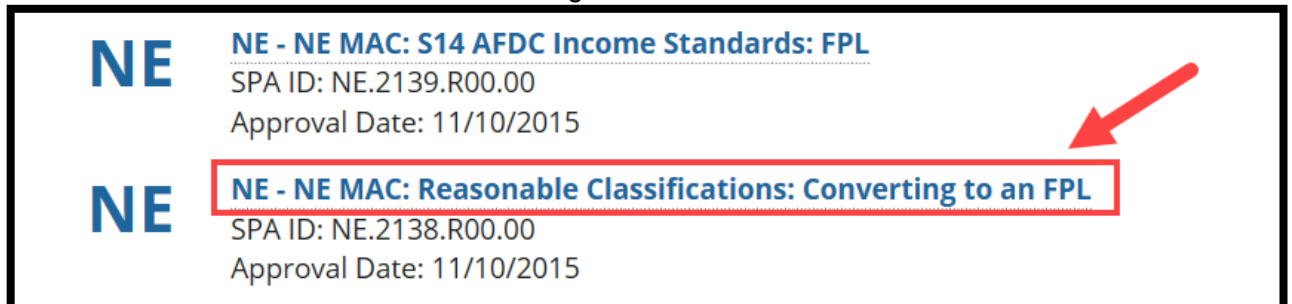 NE
NE - NE MAC: S14 AFDC Income Standards: FPL
SPA ID: NE.2139.R00.00
Approval Date: 11/10/2015
NE
NE - NE MAC: Reasonable Classifications: Converting to an FPL
SPA ID: NE.2138.R00.00
Approval Date: 11/10/2015